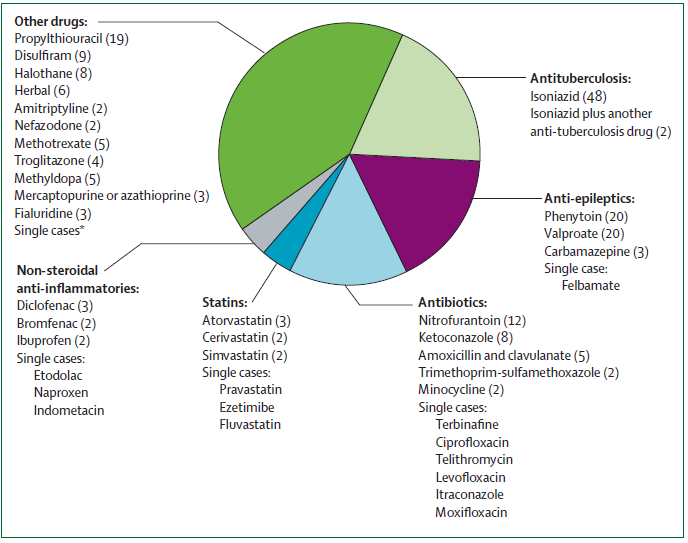 Other drugs:
Propylthiouracil (19)
Disulfiram (9)
Halothane (8)
Herbal (6)
Amitriptyline (2)
Nefazodone (2)
Methotrexate (5)
Troglitazone (4)
Methyldopa (5)
Mercaptopurine or azathioprine (3)
Fialuridine (3)
Single cases*
Antituberculosis:
Isoniazid (48)
Isoniazid plus another
anti-tuberculosis drug (2)
Anti-epileptics:
Phenytoin (20)
Valproate (20)
Carbamazepine (3)
Single case:
Felbamate
Non-steroidal
anti-inflammatories:
Diclofenac (3)
Bromfenac (2)
Ibuprofen (2)
Single cases:
Etodolac
Naproxen
Indometacin
Statins:
Atorvastatin (3)
Cerivastatin (2)
Simvastatin (2)
Single cases:
Pravastatin
Ezetimibe
Fluvastatin
Antibiotics:
Nitrofurantoin (12)
Ketoconazole (8)
Amoxicillin and clavulanate (5)
Trimethoprim-sulfamethoxazole (2)
Minocycline (2)
Single cases:
Terbinafine
Ciprofloxacin
Telithromycin
Levofloxacin
Itraconazole
Moxifloxacin